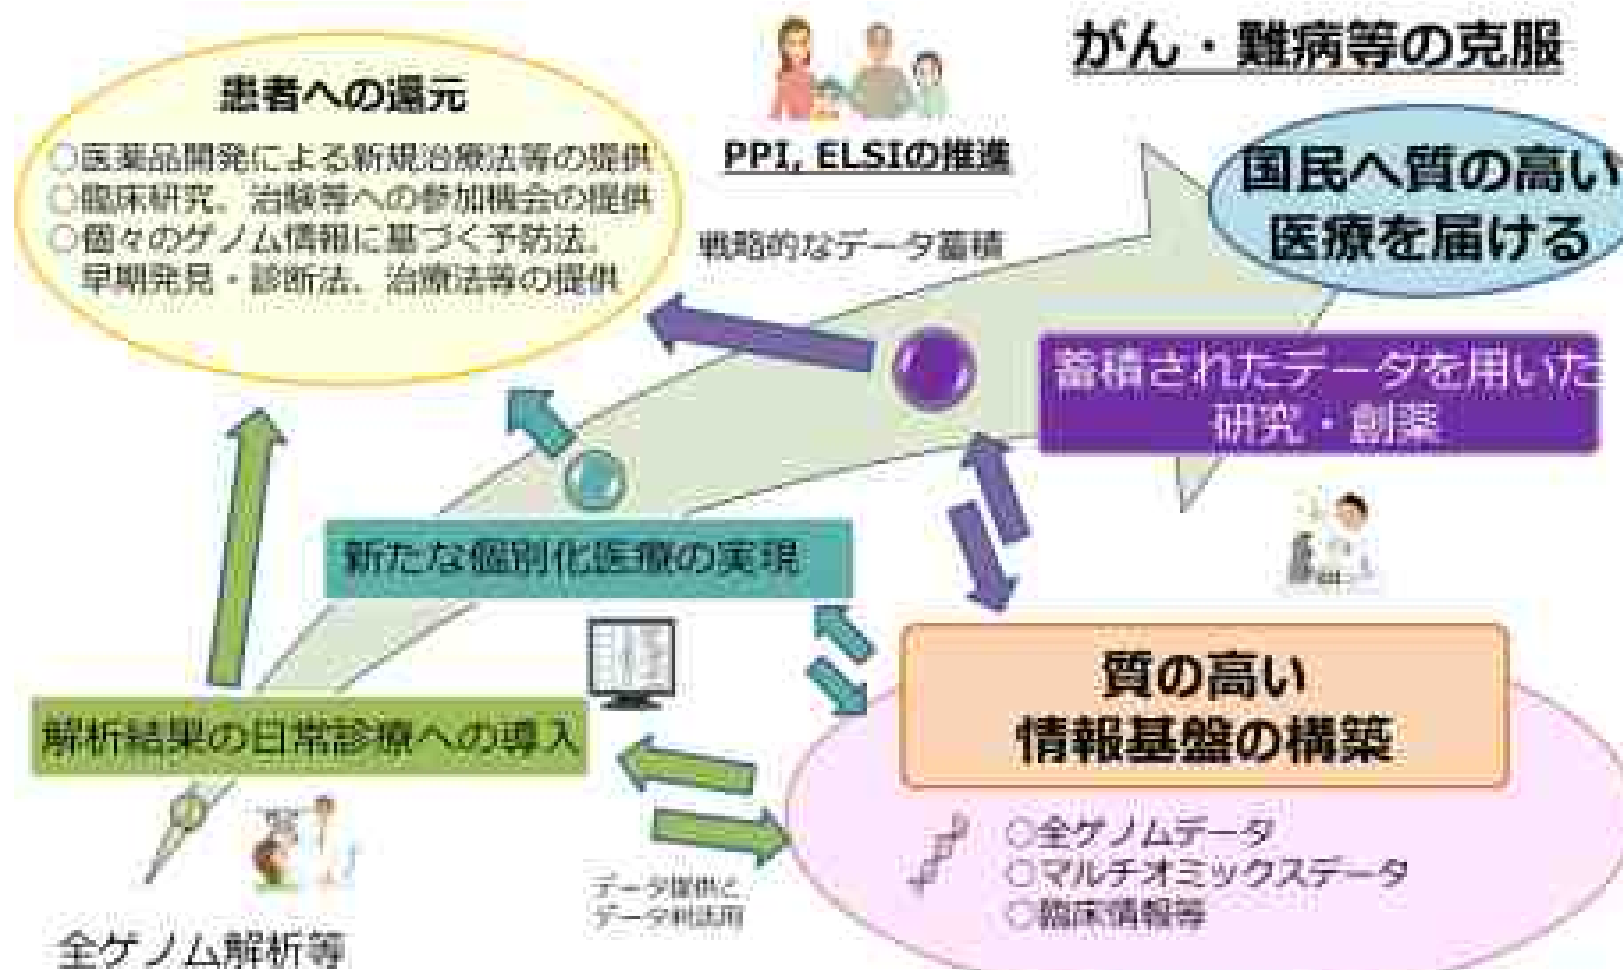 がん・難病等の克服
患者への還元
○医薬品開発による新規治療法等の提供
○臨床研究、治験等への参加機会の提供
○個々のゲノム情報に基づく予防法、
早期発見・診断法、治療法等の提供
PPI, ELSIの推進
国民へ質の高い
医療を届ける
戦略的なデータ蓄積
蓄積されたデータを用いた
研究・創薬
新たな個別化医療の実現
質の高い
情報基盤の構築
解析結果の日常診療への導入
○全ゲノムデータ
○マルチオミックスデータ
○臨床情報等
データ提供と
データ利活用
全ゲノム解析等